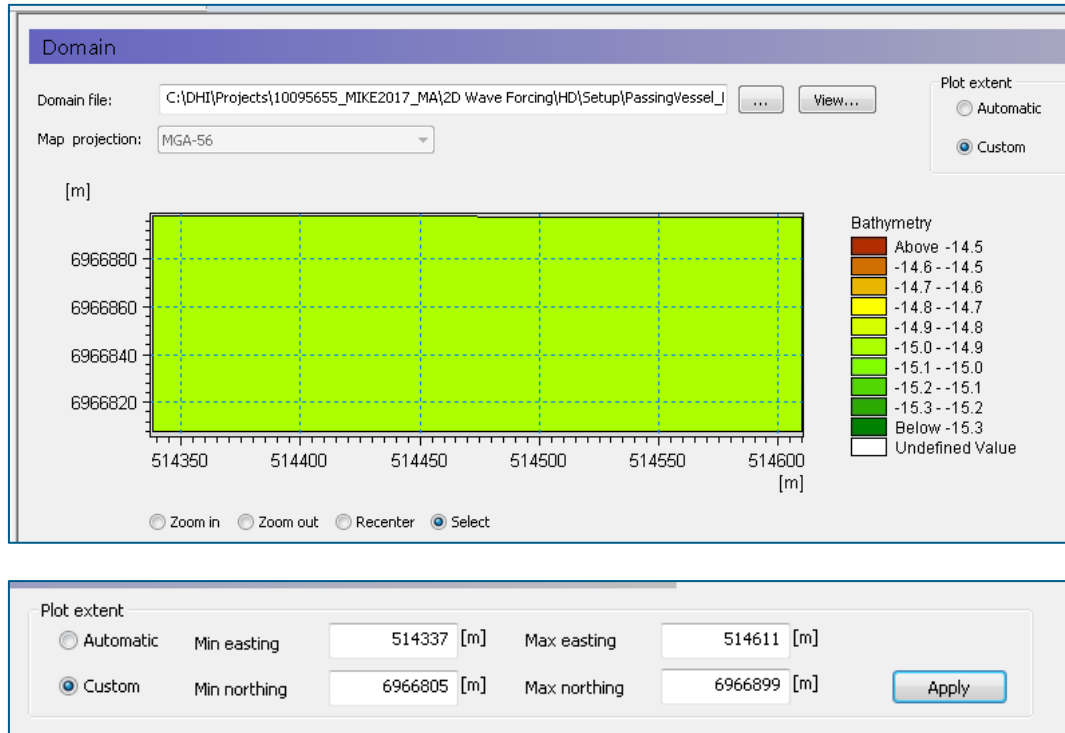 Domain
Domain file: C:\DHI\Projects\10095655_MIKE2017_MA\2D Wave Forcing\HD\Setup\PassingVessel_ ... View...
Plot extent
Automatic
Custom
Map projection: MGA-56
[m]
6966880
6966860
6966840
6966820
514350 514400 514450 514500 514550 514600
[m]
Bathymetry
Above -14.5
-14.6 - -14.5
-14.7 - -14.6
-14.8 - -14.7
-14.9 - -14.8
-15.0 - -14.9
-15.1 - -15.0
-15.2 - -15.1
-15.3 - -15.2
Below -15.3
Undefined Value
Zoom in Zoom out Recenter Select
Plot extent
Automatic Min easting 514337 [m] Max easting 514611 [m]
Custom Min northing 6966805 [m] Max northing 6966899 [m] Apply